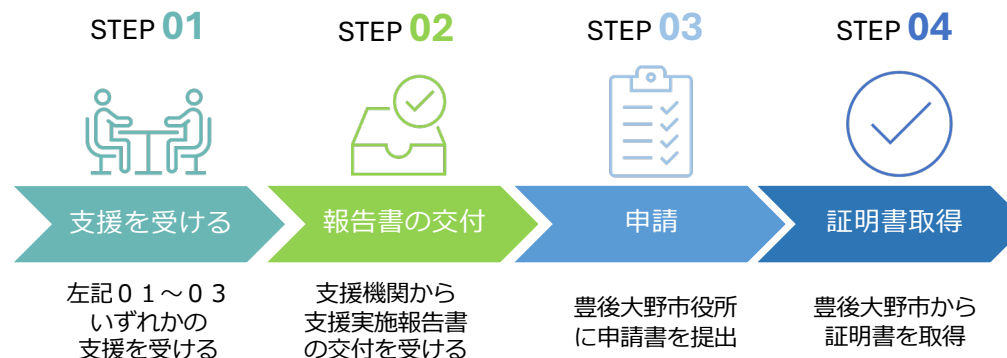 STEP 01
STEP 02
STEP 03
STEP 04
支援を受ける
報告書の交付
申請
証明書取得
左記０１～０３
いずれかの
支援を受ける
支援機関から
支援実施報告書
の交付を受ける
豊後大野市役所
に申請書を提出
豊後大野市から
証明書を取得